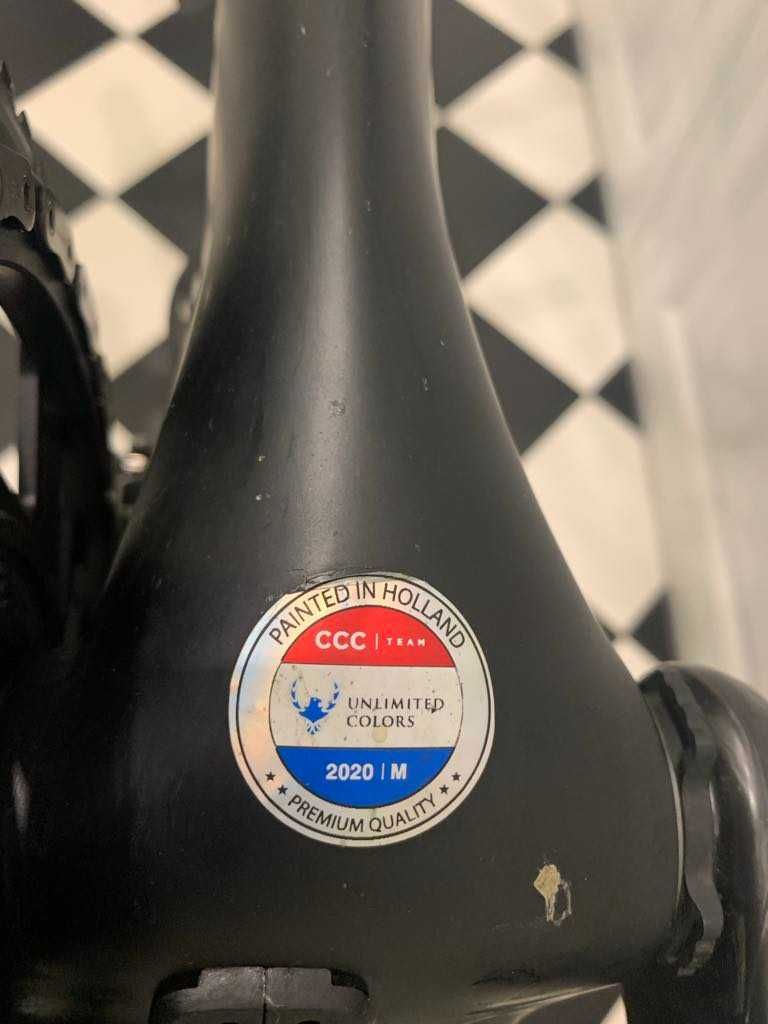 PAINTED IN HOLLAND
CCC | TEAM
UNLIMITED
COLORS
2020 | M
PREMIUM QUALITY